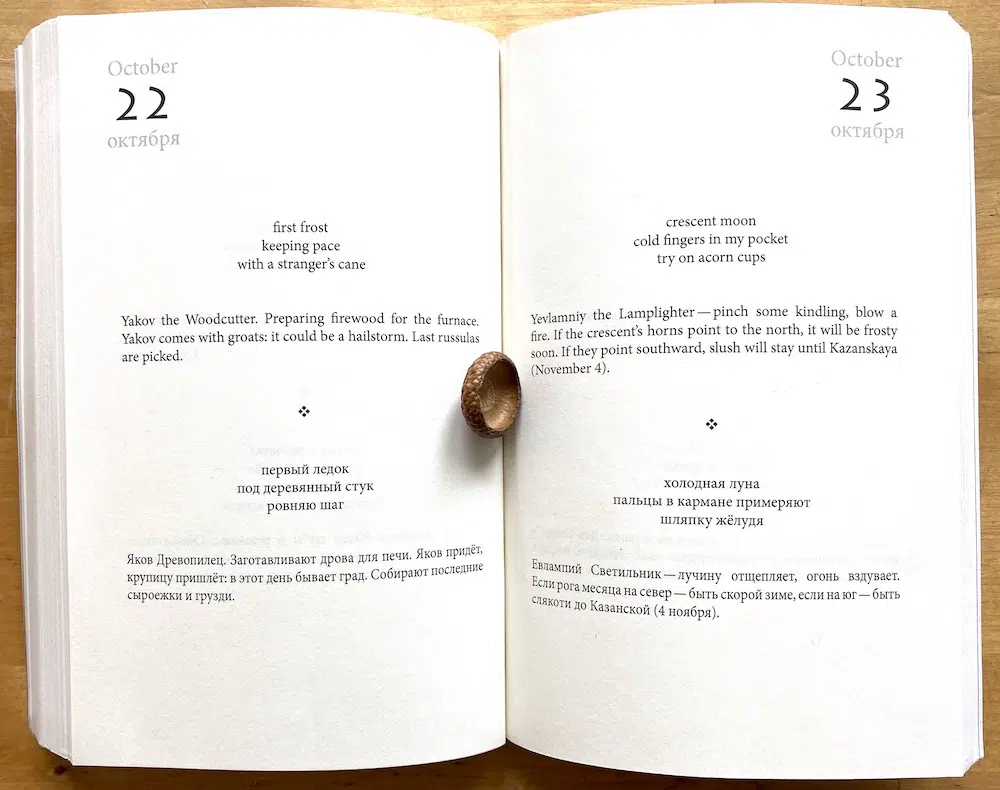 October
22
октября
first frost
keeping pace
with a stranger's cane
Yakov the Woodcutter. Preparing firewood for the furnace.
Yakov comes with groats: it could be a hailstorm. Last russulas
are picked.
первый ледок
под деревянный стук
ровняю шаг
Яков Древопилец. Заготавливают дрова для печи. Яков придёт,
крупицу пришлёт: в этот день бывает град. Собирают последние
сыроежки и грузди.
October
23
октября
crescent moon
cold fingers in my pocket
try on acorn cups
Yevlamniy the Lamplighter—pinch some kindling, blow a
fire. If the crescent's horns point to the north, it will be frosty
soon. If they point southward, slush will stay until Kazanskaya
(November 4).
холодная луна
пальцы в кармане примеряют
шляпку жёлудя
Евлампий Светильник—лучину отщепляет, огонь вздувает.
Если рога месяца на север—быть скорой зиме, если на юг—быть
слякоти до Казанской (4 ноября).